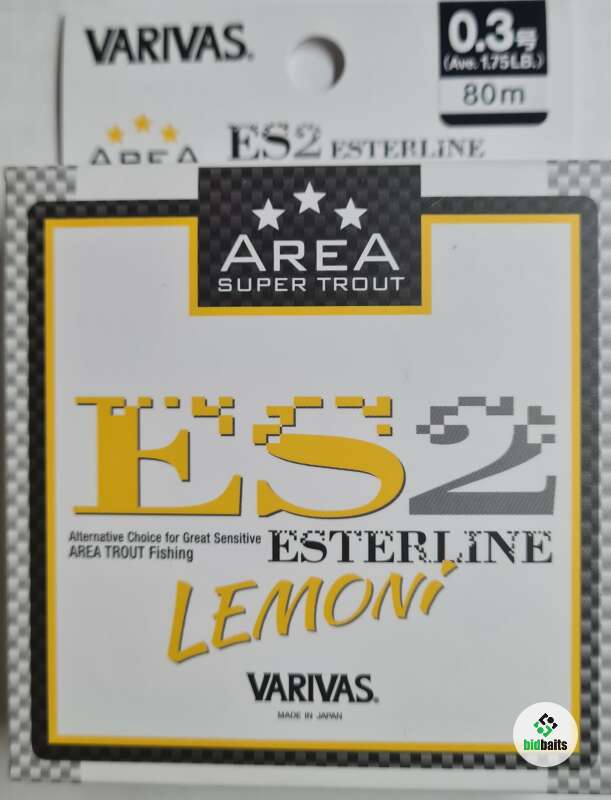 VARIVAS®
0.3号
(Ave. 1.75LB.)
80m
AREA
ES2 ESTERLINE
AREA
SUPER TROUT
ES2
Alternative Choice for Great Sensitive
AREA TROUT Fishing
ESTERLINE
LEMONi
VARIVAS®
MADE IN JAPAN
bidbaits